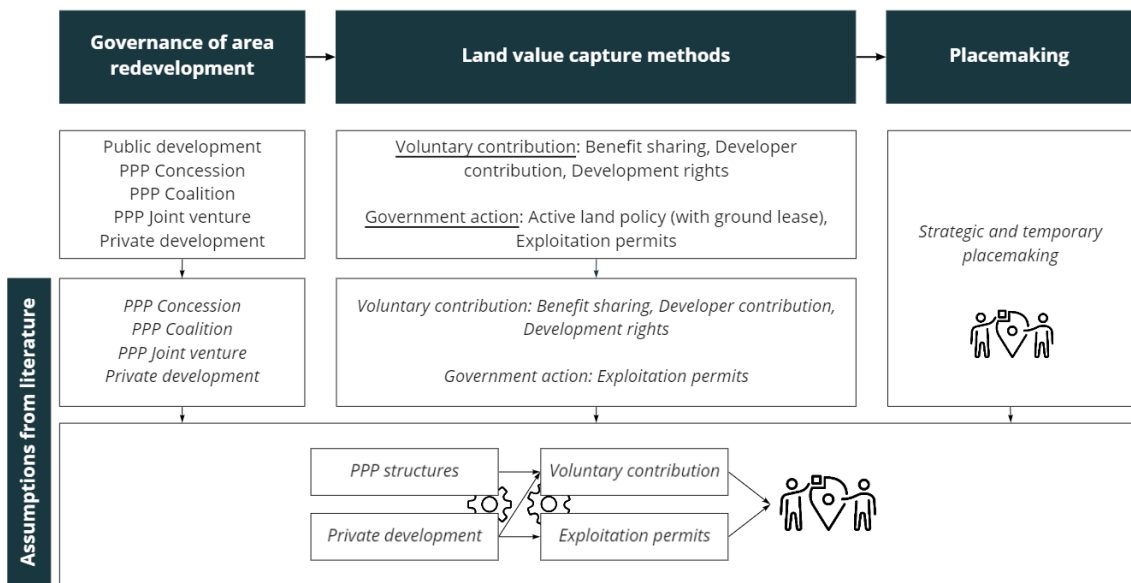 Governance of area
redevelopment
Land value capture methods
Placemaking
Public development
PPP Concession
PPP Coalition
PPP Joint venture
Private development
Voluntary contribution: Benefit sharing, Developer
contribution, Development rights
Government action: Active land policy (with ground lease),
Exploitation permits
Strategic and temporary
placemaking
Assumptions from literature
PPP Concession
PPP Coalition
PPP Joint venture
Private development
Voluntary contribution: Benefit sharing, Developer contribution,
Development rights
Government action: Exploitation permits
PPP structures
Voluntary contribution
Private development
Exploitation permits